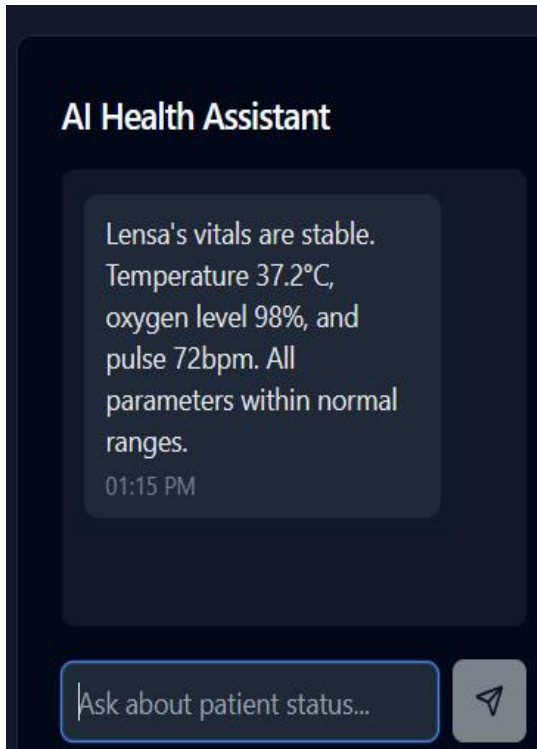 AI Health Assistant
Lensa's vitals are stable.
Temperature 37.2°C,
oxygen level 98%, and
pulse 72bpm. All
parameters within normal
ranges.
01:15 PM
Ask about patient status...